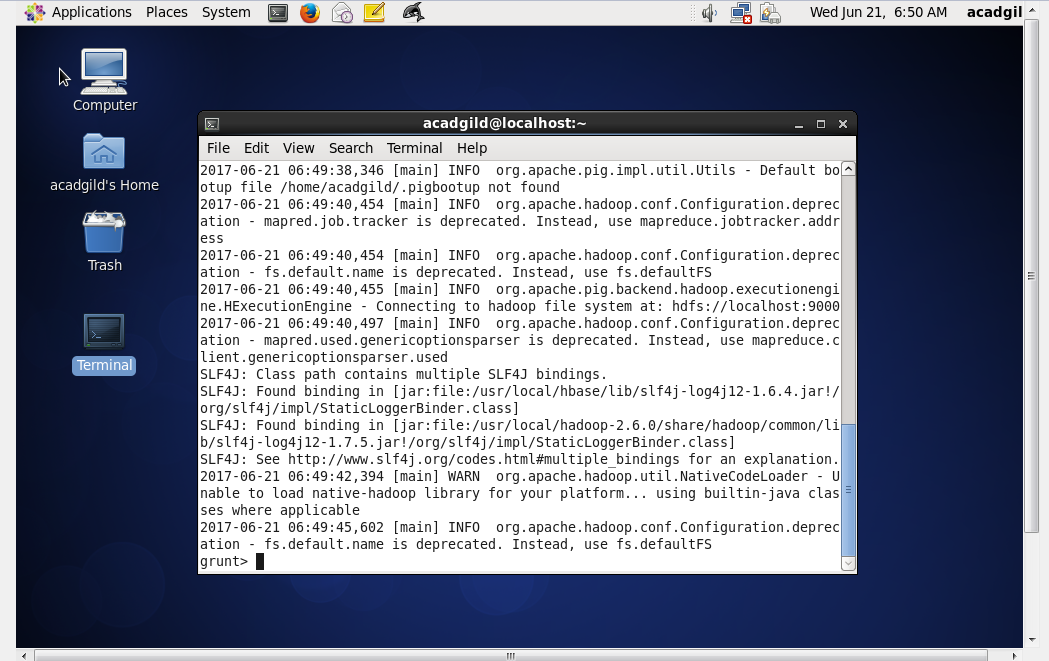 Applications Places System Wed Jun 21, 6:50 AM acadgil
Computer
acadgild's Home
Trash
Terminal
acadgild@localhost:~
File Edit View Search Terminal Help
2017-06-21 06:49:38,346 [main] INFO  org.apache.pig.impl.util.Utils - Default bo
otup file /home/acadgild/.pigbootup not found
2017-06-21 06:49:40,454 [main] INFO  org.apache.hadoop.conf.Configuration.deprec
ation - mapred.job.tracker is deprecated. Instead, use mapreduce.jobtracker.addr
ess
2017-06-21 06:49:40,454 [main] INFO  org.apache.hadoop.conf.Configuration.deprec
ation - fs.default.name is deprecated. Instead, use fs.defaultFS
2017-06-21 06:49:40,455 [main] INFO  org.apache.pig.backend.hadoop.executionengi
ne.HExecutionEngine - Connecting to hadoop file system at: hdfs://localhost:9000
2017-06-21 06:49:40,497 [main] INFO  org.apache.hadoop.conf.Configuration.deprec
ation - mapred.used.genericoptionsparser is deprecated. Instead, use mapreduce.c
lient.genericoptionsparser.used
SLF4J: Class path contains multiple SLF4J bindings.
SLF4J: Found binding in [jar:file:/usr/local/hbase/lib/slf4j-log4j12-1.6.4.jar!/
org/slf4j/impl/StaticLoggerBinder.class]
SLF4J: Found binding in [jar:file:/usr/local/hadoop-2.6.0/share/hadoop/common/li
b/slf4j-log4j12-1.7.5.jar!/org/slf4j/impl/StaticLoggerBinder.class]
SLF4J: See http://www.slf4j.org/codes.html#multiple_bindings for an explanation.
2017-06-21 06:49:42,394 [main] WARN  org.apache.hadoop.util.NativeCodeLoader - U
nable to load native-hadoop library for your platform... using builtin-java clas
ses where applicable
2017-06-21 06:49:45,602 [main] INFO  org.apache.hadoop.conf.Configuration.deprec
ation - fs.default.name is deprecated. Instead, use fs.defaultFS
grunt>